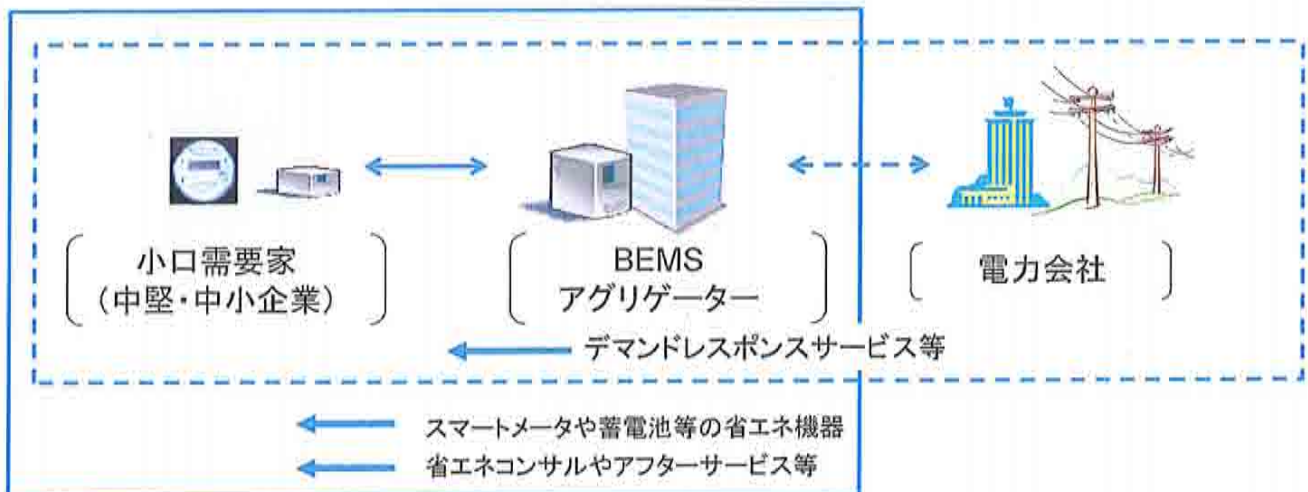 小口需要家
（中堅・中小企業）
BEMS
アグリゲーター
電力会社
デマンドレスポンスサービス等
スマートメータや蓄電池等の省エネ機器
省エネコンサルやアフターサービス等